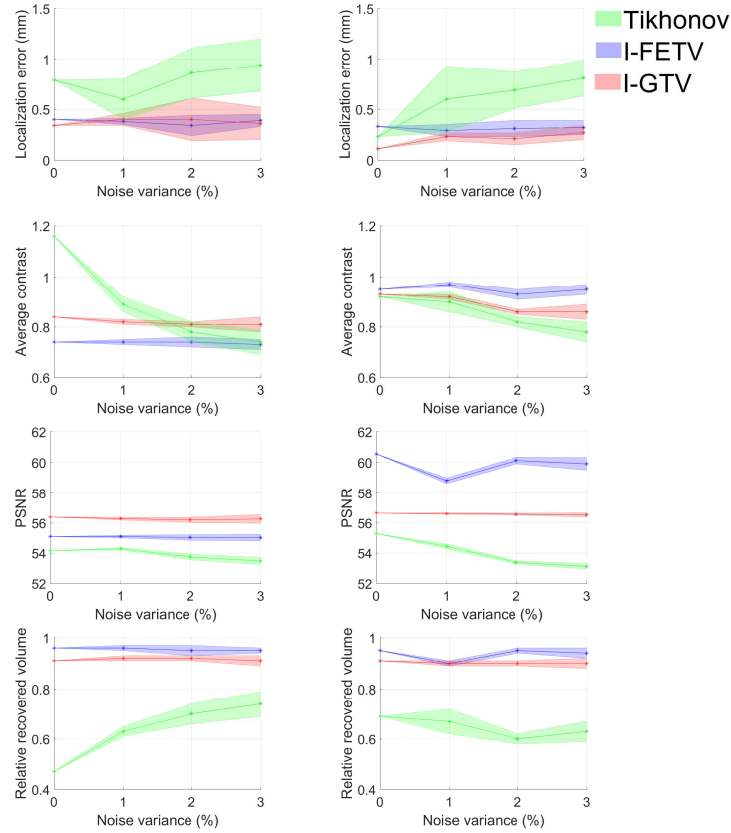 Tikhonov
I-FETV
I-GTV
Localization error (mm)
1.5
1
0.5
0
0 1 2 3
Noise variance (%)
Localization error (mm)
1.5
1
0.5
0
0 1 2 3
Noise variance (%)
Average contrast
1.2
1
0.8
0.6
0 1 2 3
Noise variance (%)
Average contrast
1.2
1
0.8
0.6
0 1 2 3
Noise variance (%)
PSNR
62
60
58
56
54
52
0 1 2 3
Noise variance (%)
PSNR
62
60
58
56
54
52
0 1 2 3
Noise variance (%)
Relative recovered volume
1
0.8
0.6
0.4
0 1 2 3
Noise variance (%)
Relative recovered volume
1
0.8
0.6
0.4
0 1 2 3
Noise variance (%)